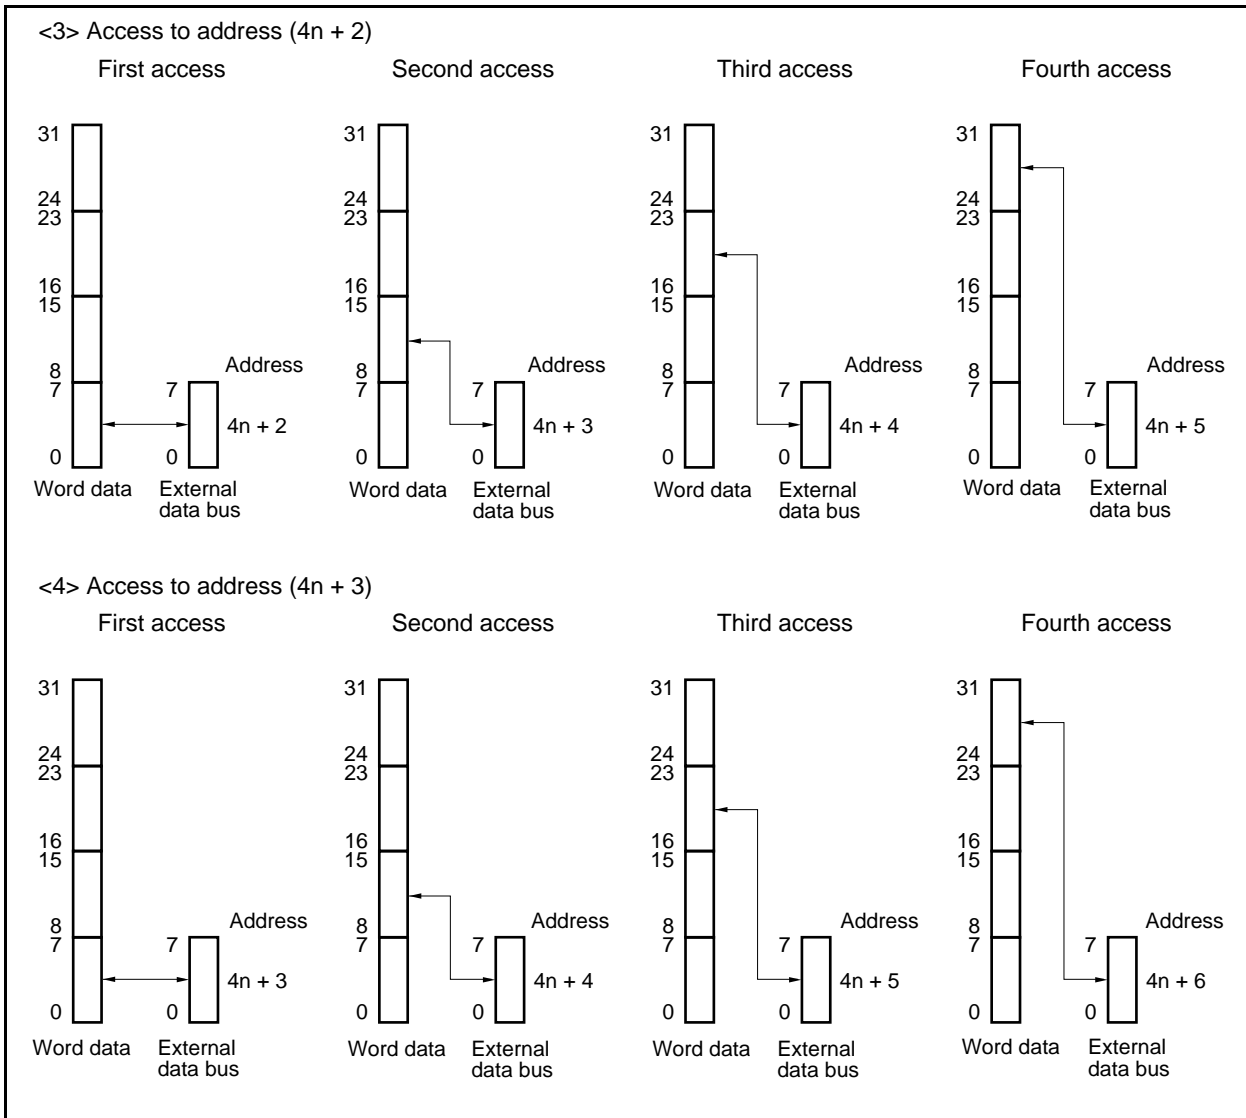 <3> Access to address (4n + 2)
First access
Second access
Third access
Fourth access
31
24
23
16
15
8
7
0
Address
7
4n + 2
0
Word data
External
data bus
31
24
23
16
15
8
7
0
Address
7
4n + 3
0
Word data
External
data bus
31
24
23
16
15
8
7
0
Address
7
4n + 4
0
Word data
External
data bus
31
24
23
16
15
8
7
0
Address
7
4n + 5
0
Word data
External
data bus
<4> Access to address (4n + 3)
First access
Second access
Third access
Fourth access
31
24
23
16
15
8
7
0
Address
7
4n + 3
0
Word data
External
data bus
31
24
23
16
15
8
7
0
Address
7
4n + 4
0
Word data
External
data bus
31
24
23
16
15
8
7
0
Address
7
4n + 5
0
Word data
External
data bus
31
24
23
16
15
8
7
0
Address
7
4n + 6
0
Word data
External
data bus